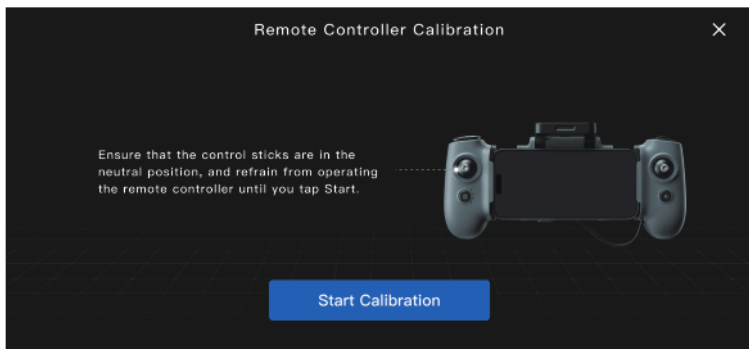 Remote Controller Calibration
Ensure that the control sticks are in the
neutral position, and refrain from operating
the remote controller until you tap Start.
Start Calibration